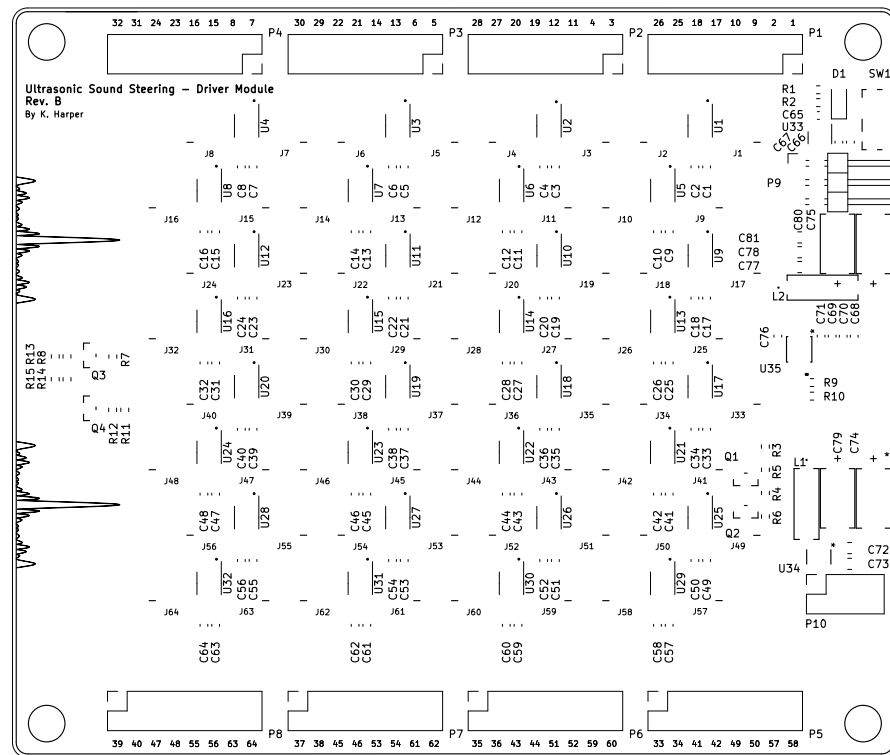 32 31 24 23 16 15 8 7
P4
30 29 22 21 14 13 6 5
P3
28 27 20 19 12 11 4 3
P2
26 25 18 17 10 9 2 1
P1
Ultrasonic Sound Steering – Driver Module
Rev. B
By K. Harper
D1 SW1
R1
R2
C65
U33
C67 C66
U4 U3 U2 U1
J8 J7 J6 J5 J4 J3 J2 J1
U8 C8 C7 U7 C6 C5 U6 C4 C3 U5 C2 C1
P9
J16 J15 J14 J13 J12 J11 J10 J9
C80 C75
C16 C15 U12 C14 C13 U11 C12 C11 U10 C10 C9 U9
C81
C78
C77
J24 J23 J22 J21 J20 J19 J18 J17
L2 + +
U16 C24 C23 U15 C22 C21 U14 C20 C19 U13 C18 C17
C71 C69 C70 C68
C76 U35
J32 J31 J30 J29 J28 J27 J26 J25
R15 R13 R14 R8 Q3 R7
C32 C31 U20 C30 C29 U19 C28 C27 U18 C26 C25 U17
R9
R10
J40 J39 J38 J37 J36 J35 J34 J33
Q4 R12 R11
U24 C40 C39 U23 C38 C37 U22 C36 C35 U21 C34 C33
Q1 R3 L1 +C79 C74 +
R5
J48 J47 J46 J45 J44 J43 J42 J41
R4
C48 C47 U28 C46 C45 U27 C44 C43 U26 C42 C41 U25
Q2 R6
J56 J55 J54 J53 J52 J51 J50 J49
C72
C73
U34
U32 C56 C55 U31 C54 C53 U30 C52 C51 U29 C50 C49
J64 J63 J62 J61 J60 J59 J58 J57
P10
C64 C63 C62 C61 C60 C59 C58 C57
P8 P7 P6 P5
39 40 47 48 55 56 63 64
37 38 45 46 53 54 61 62
35 36 43 44 51 52 59 60
33 34 41 42 49 50 57 58